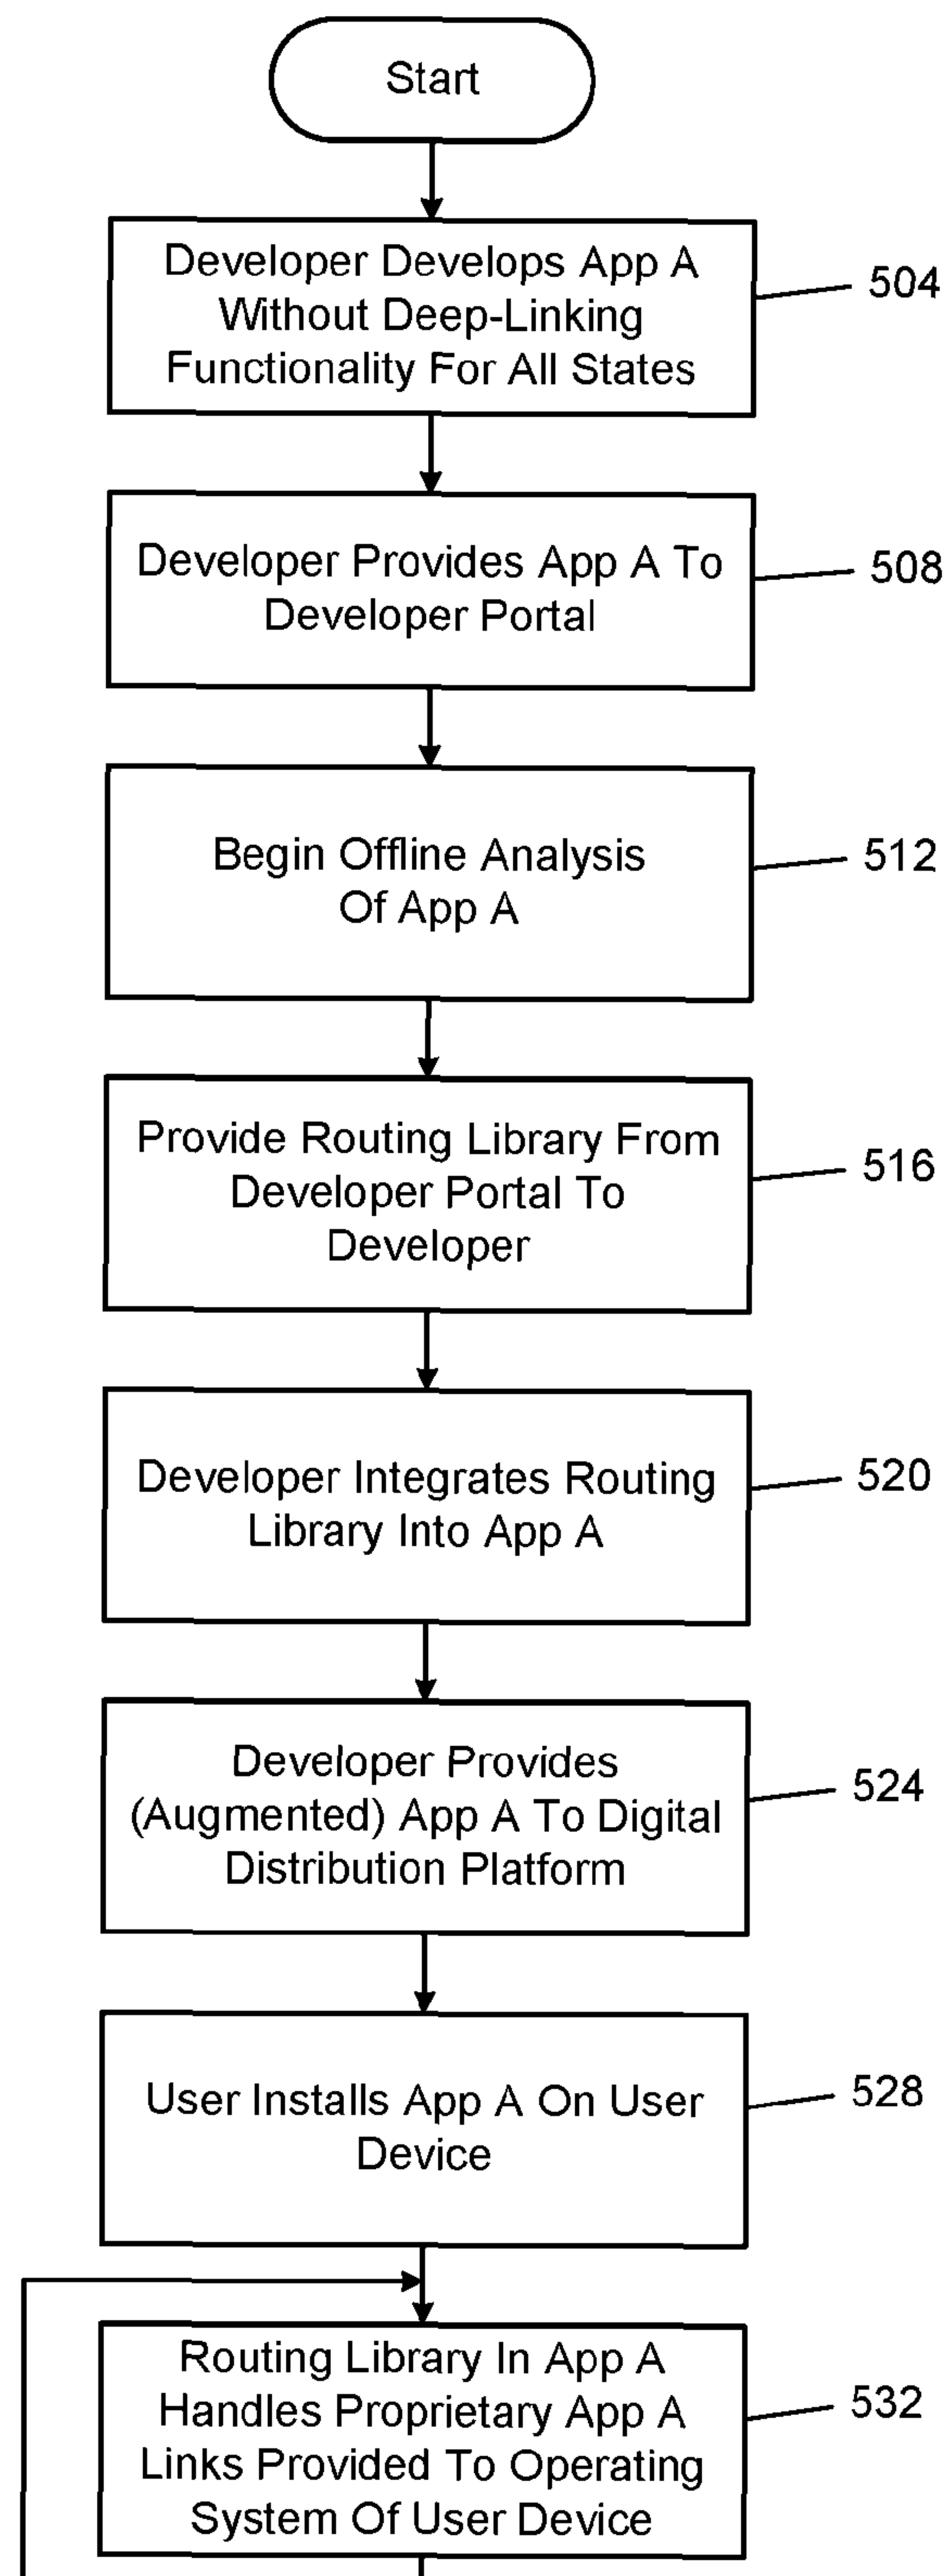 Start
Developer Develops App A
Without Deep-Linking
Functionality For All States
504
Developer Provides App A To
Developer Portal
508
Begin Offline Analysis
Of App A
512
Provide Routing Library From
Developer Portal To
Developer
516
Developer Integrates Routing
Library Into App A
520
Developer Provides
(Augmented) App A To Digital
Distribution Platform
524
User Installs App A On User
Device
528
Routing Library In App A
Handles Proprietary App A
Links Provided To Operating
System Of User Device
532